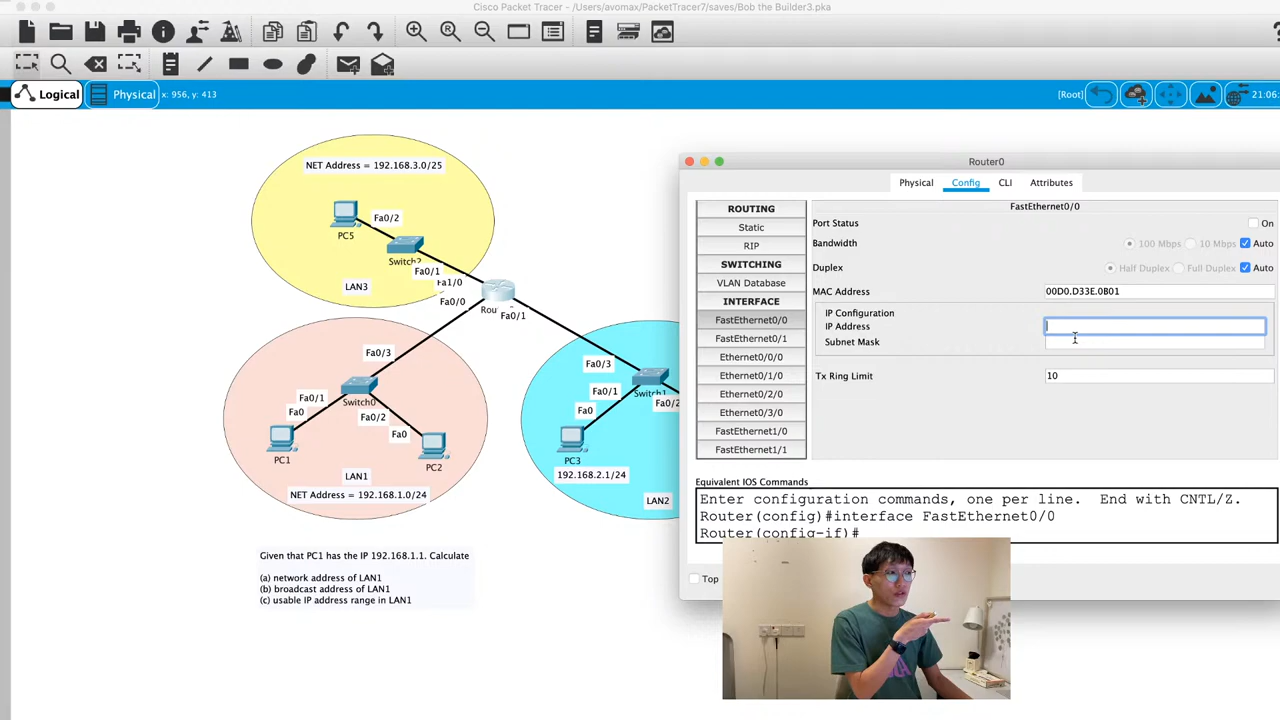 Cisco Packet Tracer - /Users/avomax/PacketTracer7/saves/Bob the Builder3.pka
Logical
Physical
x: 956, y: 413
[Root]
21:06:
NET Address = 192.168.3.0/25
PC5
Fa0/2
Switch2
Fa0/1
Fa1/0
LAN3
Fa0/0
Rou
Fa0/1
Fa0/3
Fa0/1
Fa0
Switch0
Fa0/2
Fa0
PC1
PC2
LAN1
NET Address = 192.168.1.0/24
Fa0/3
Fa0/1
Switch1
Fa0/2
Fa0
PC3
192.168.2.1/24
LAN2
Given that PC1 has the IP 192.168.1.1. Calculate
(a) network address of LAN1
(b) broadcast address of LAN1
(c) usable IP address range in LAN1
Router0
Physical
Config
CLI
Attributes
ROUTING
Static
RIP
SWITCHING
VLAN Database
INTERFACE
FastEthernet0/0
FastEthernet0/1
Ethernet0/0/0
Ethernet0/1/0
Ethernet0/2/0
Ethernet0/3/0
FastEthernet1/0
FastEthernet1/1
FastEthernet0/0
Port Status
On
Bandwidth
100 Mbps
10 Mbps
Auto
Duplex
Half Duplex
Full Duplex
Auto
MAC Address
00D0.D33E.0B01
IP Configuration
IP Address
Subnet Mask
Tx Ring Limit
10
Equivalent IOS Commands
Enter configuration commands, one per line. End with CNTL/Z.
Router(config)#interface FastEthernet0/0
Router(config-if)#
Top